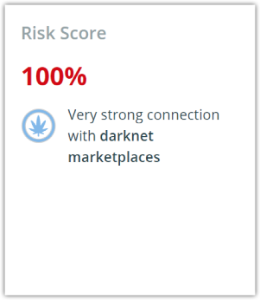 Risk Score
100%
Very strong connection
with darknet
marketplaces